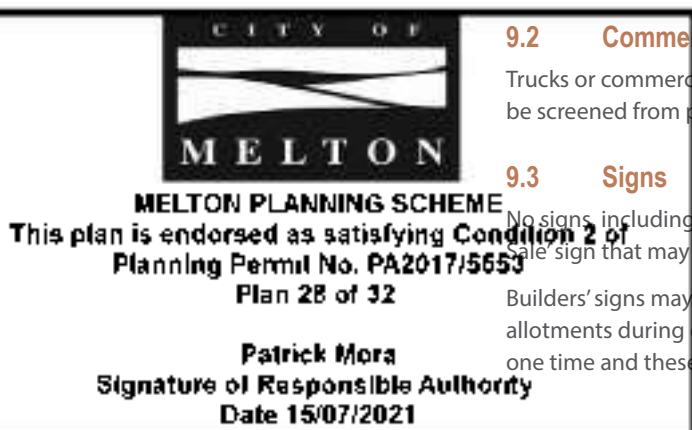 CITY OF
MELTON
MELTON PLANNING SCHEME
This plan is endorsed as satisfying Condition 2 of
Planning Permit No. PA2017/5653
Plan 28 of 32
Patrick Mora
Signature of Responsible Authority
Date 15/07/2021
9.2 Comme
Trucks or commerc
be screened from p
9.3 Signs
No signs, including
Sale' sign that may
Builders' signs may
allotments during
one time and these